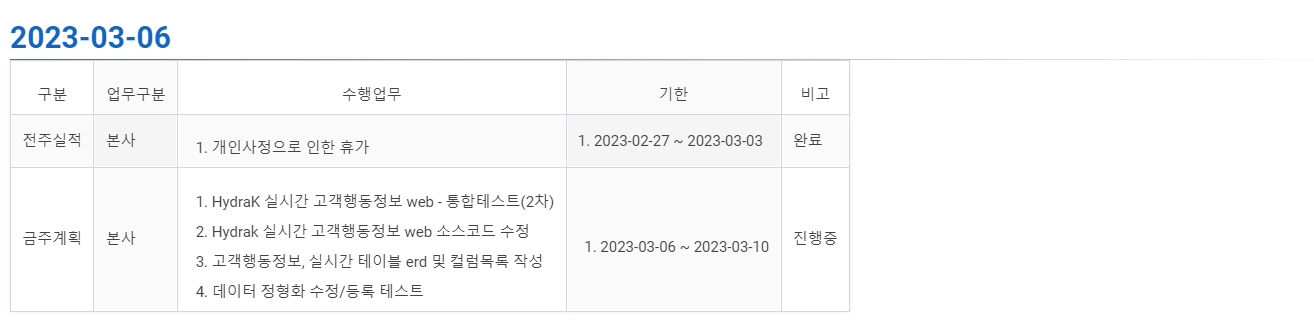 2023-03-06
구분 업무구분 수행업무 기한 비고
전주실적 본사 1. 개인사정으로 인한 휴가 1. 2023-02-27 ~ 2023-03-03 완료
금주계획 본사
1. HydraK 실시간 고객행동정보 web - 통합테스트(2차)
2. Hydrak 실시간 고객행동정보 web 소스코드 수정
3. 고객행동정보, 실시간 테이블 erd 및 컬럼목록 작성
4. 데이터 정형화 수정/등록 테스트
1. 2023-03-06 ~ 2023-03-10 진행중